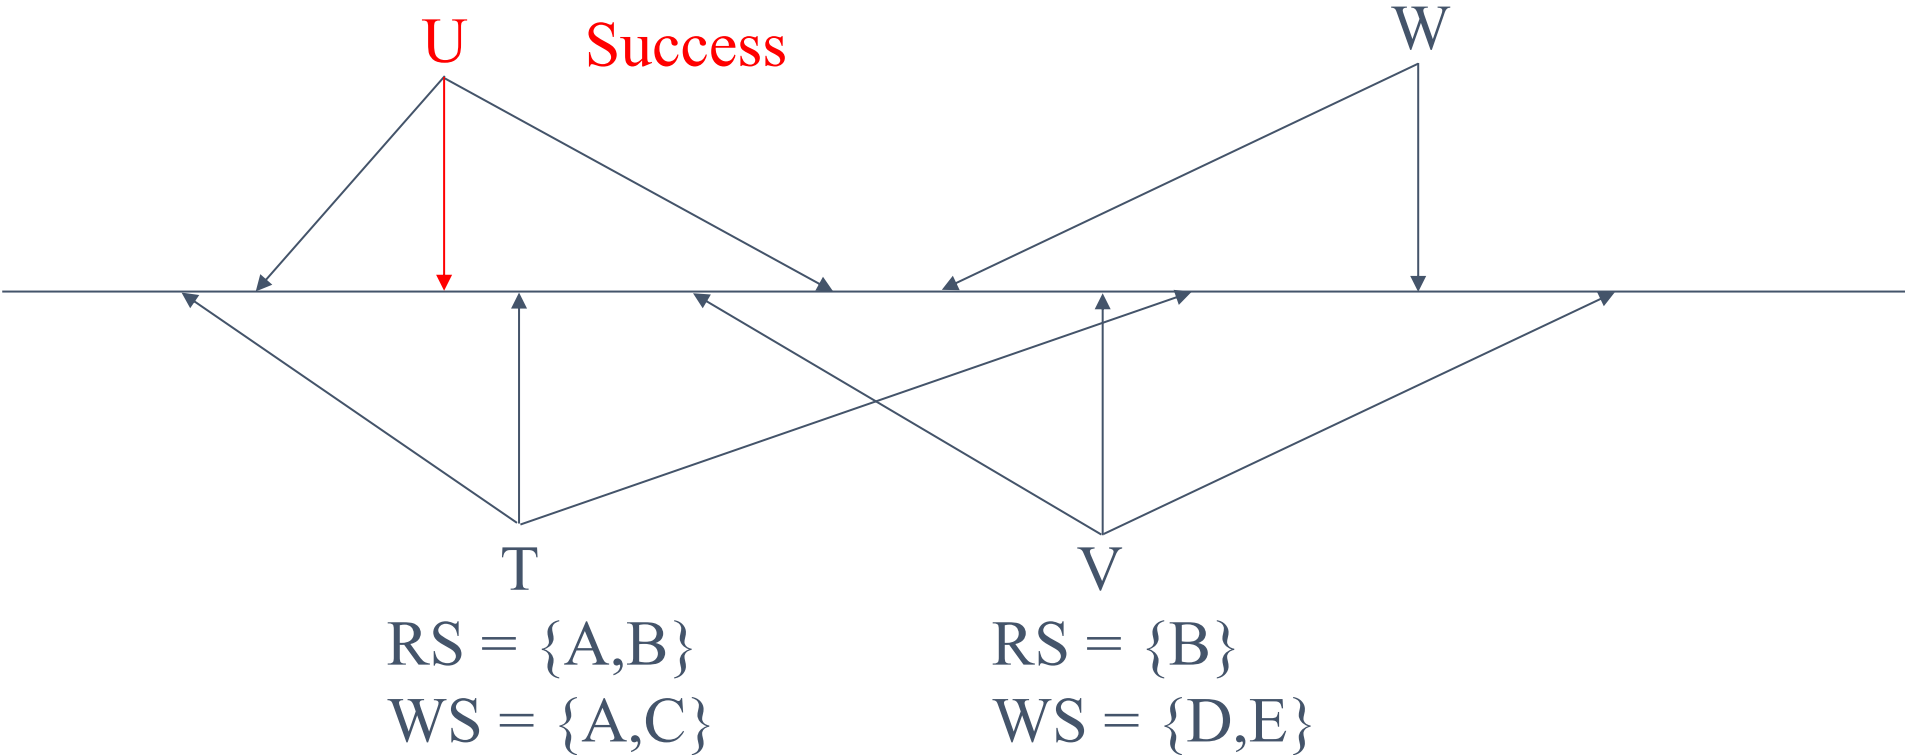 U Success
W
T
RS = {A,B}
WS = {A,C}
V
RS = {B}
WS = {D,E}